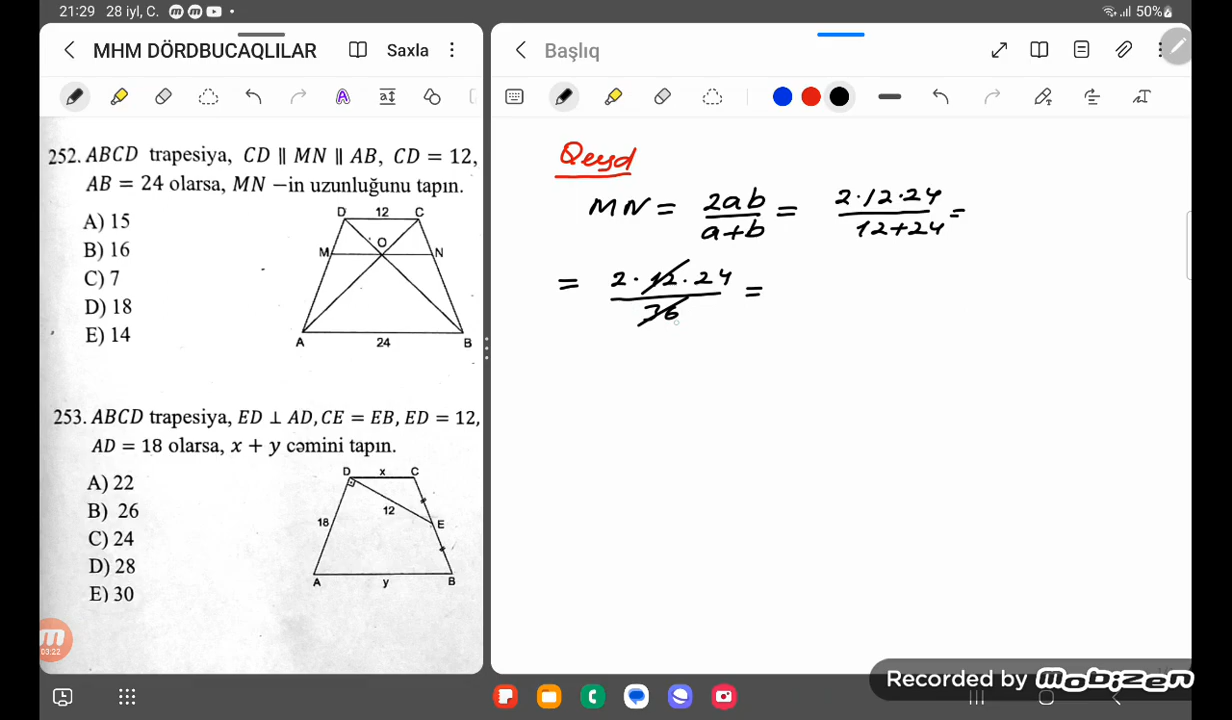 21:29 28 iyl, C.
50%
MHM DÖRDBUCAQLILAR
Saxla
Başlıq
252. ABCD trapesiya, CD ∥ MN ∥ AB, CD = 12,
AB = 24 olarsa, MN −in uzunluğunu tapın.
A) 15
B) 16
C) 7
D) 18
E) 14
D 12 C
O
M N
A 24 B
253. ABCD trapesiya, ED ⊥ AD, CE = EB, ED = 12,
AD = 18 olarsa, x + y cəmini tapın.
A) 22
B) 26
C) 24
D) 28
E) 30
D x C
12
18 E
A y B
Qeyd
MN = 2ab / a+b = 2·12·24 / 12+24 =
= 2·12·24 / 36 =
03:22
Recorded by mobizen